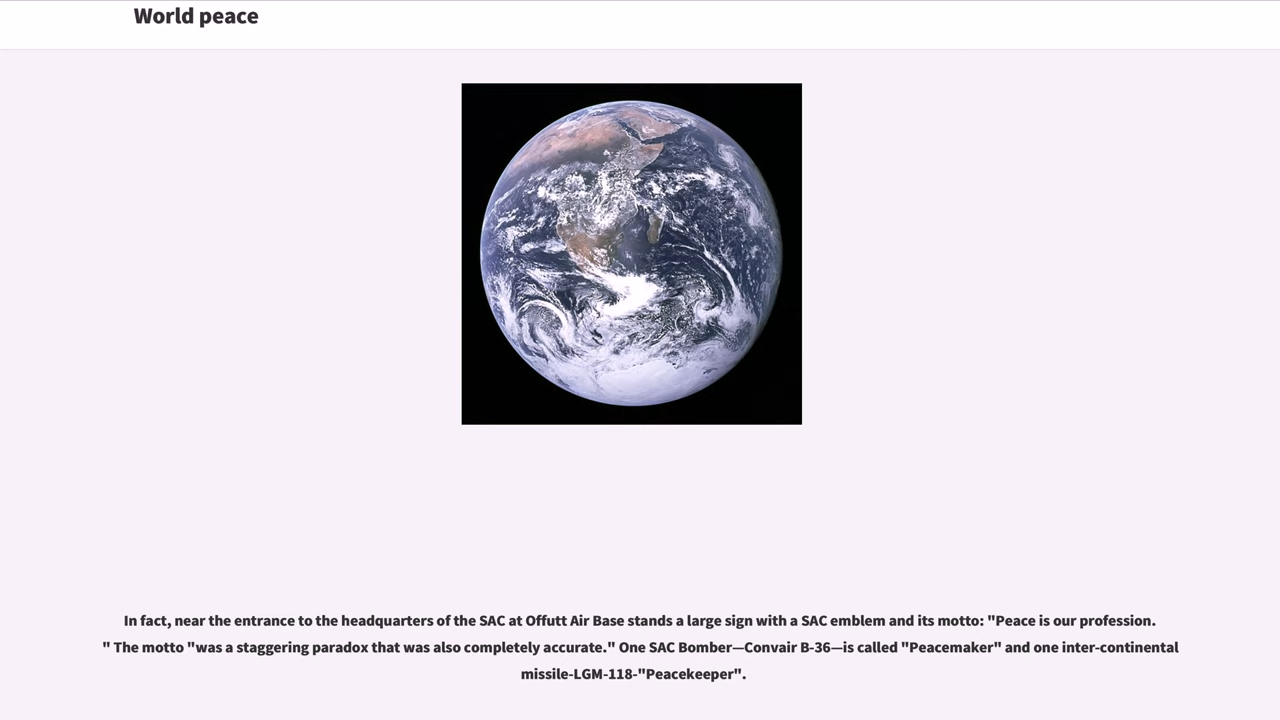 World peace
In fact, near the entrance to the headquarters of the SAC at Offutt Air Base stands a large sign with a SAC emblem and its motto: "Peace is our profession.
" The motto "was a staggering paradox that was also completely accurate." One SAC Bomber—Convair B-36—is called "Peacemaker" and one inter-continental
missile-LGM-118-"Peacekeeper".